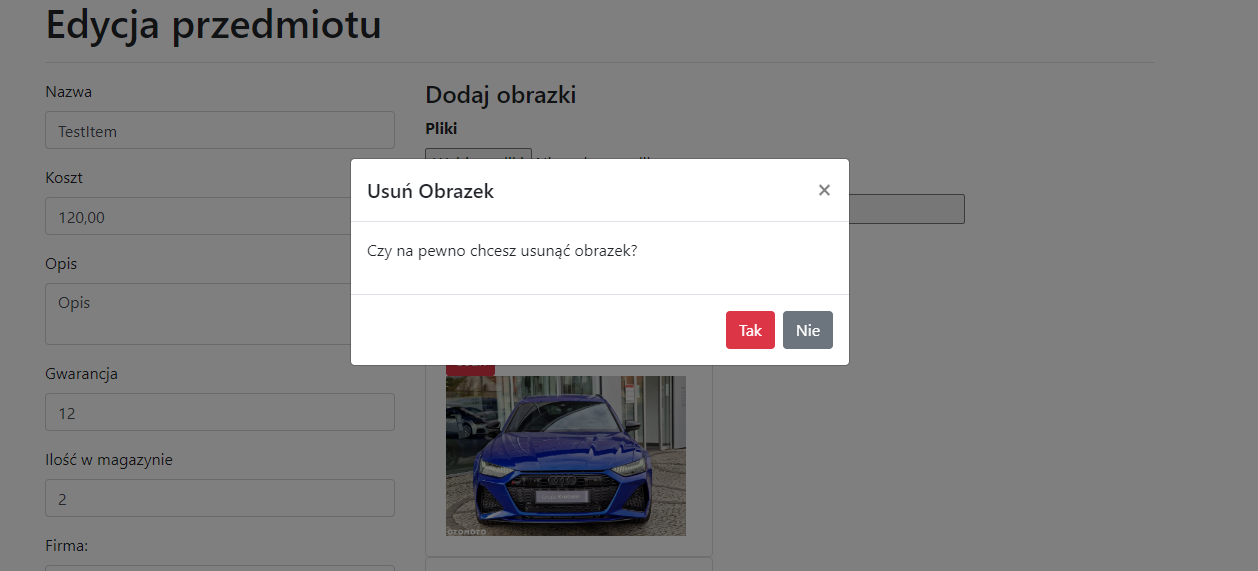 Edycja przedmiotu
Nazwa
TestItem
Koszt
120,00
Opis
Opis
Gwarancja
12
Ilość w magazynie
2
Firma:
Dodaj obrazki
Pliki
Usuń Obrazek
×
Czy na pewno chcesz usunąć obrazek?
Tak
Nie
OTOMOTO